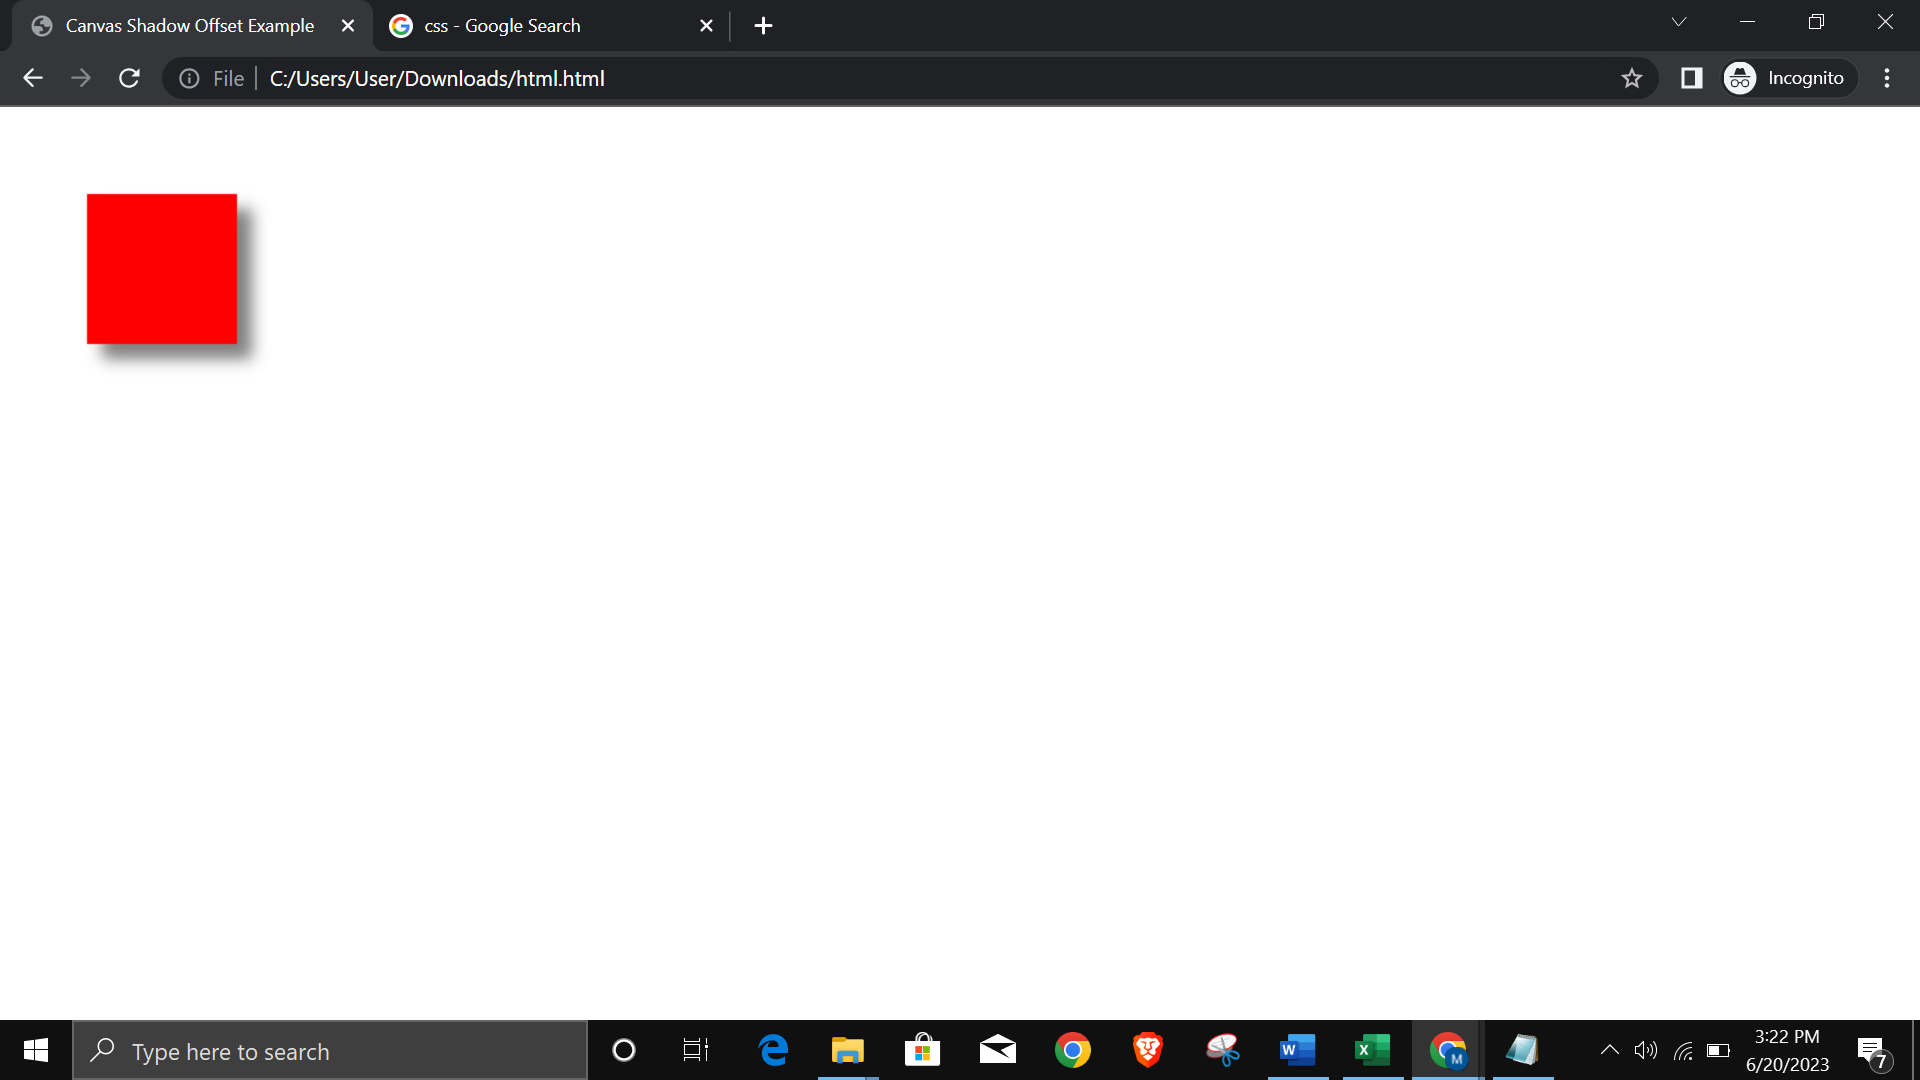 Canvas Shadow Offset Example
css - Google Search
File
C:/Users/User/Downloads/html.html
Incognito
Type here to search
W
X
M
3:22 PM
6/20/2023
7